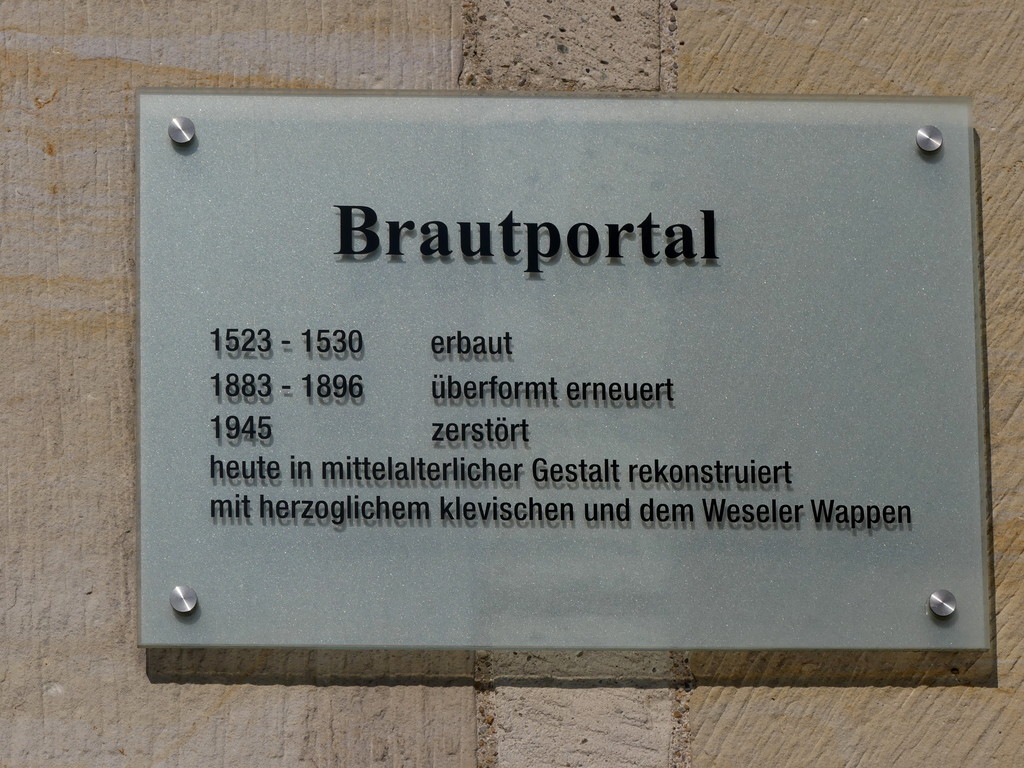 Brautportal
1523 - 1530 erbaut
1883 - 1896 überformt erneuert
1945 zerstört
heute in mittelalterlicher Gestalt rekonstruiert
mit herzoglichem klevischen und dem Weseler Wappen